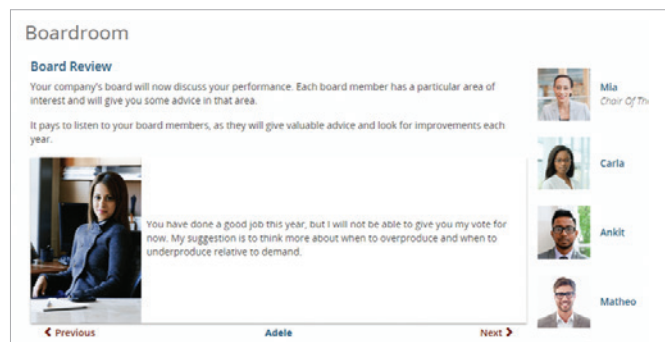 Boardroom
Board Review
Your company's board will now discuss your performance. Each board member has a particular area of
interest and will give you some advice in that area.
It pays to listen to your board members, as they will give valuable advice and look for improvements each
year.
You have done a good job this year, but I will not be able to give you my vote for
now. My suggestion is to think more about when to overproduce and when to
underproduce relative to demand.
Previous
Adele
Next
Mia
Chair Of
Carla
Ankit
Matheo